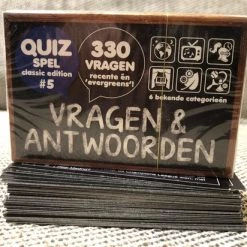 QUIZ
SPEL
classic edition
#5
330
VRAGEN
recente én
'evergreens'!
6 bekende categorieën
VRAGEN &
ANTWOORDEN